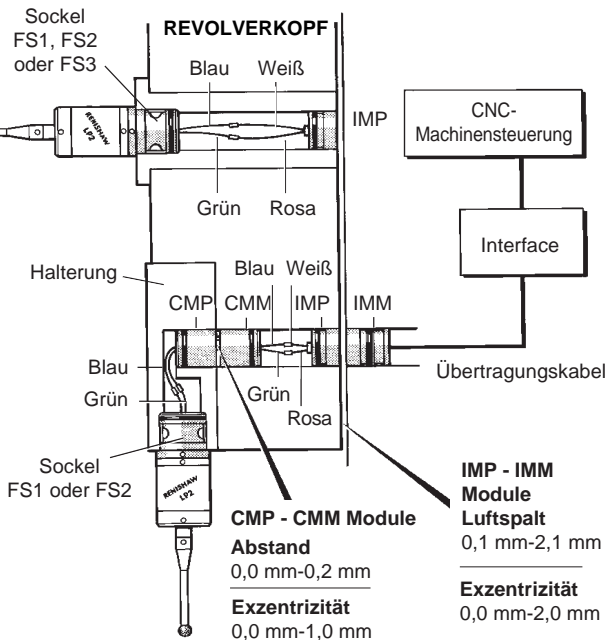 Sockel
FS1, FS2
oder FS3
REVOLVERKOPF
Blau
Weiß
RENISHAW
LP2
IMP
Grün
Rosa
CNC-
Machinensteuerung
Interface
Halterung
Blau
Weiß
CMP
CMM
IMP
IMM
Blau
Grün
Grün
Rosa
Übertragungskabel
Sockel
FS1 oder FS2
RENISHAW
LP2
CMP - CMM Module
Abstand
0,0 mm-0,2 mm
Exzentrizität
0,0 mm-1,0 mm
IMP - IMM
Module
Luftspalt
0,1 mm-2,1 mm
Exzentrizität
0,0 mm-2,0 mm